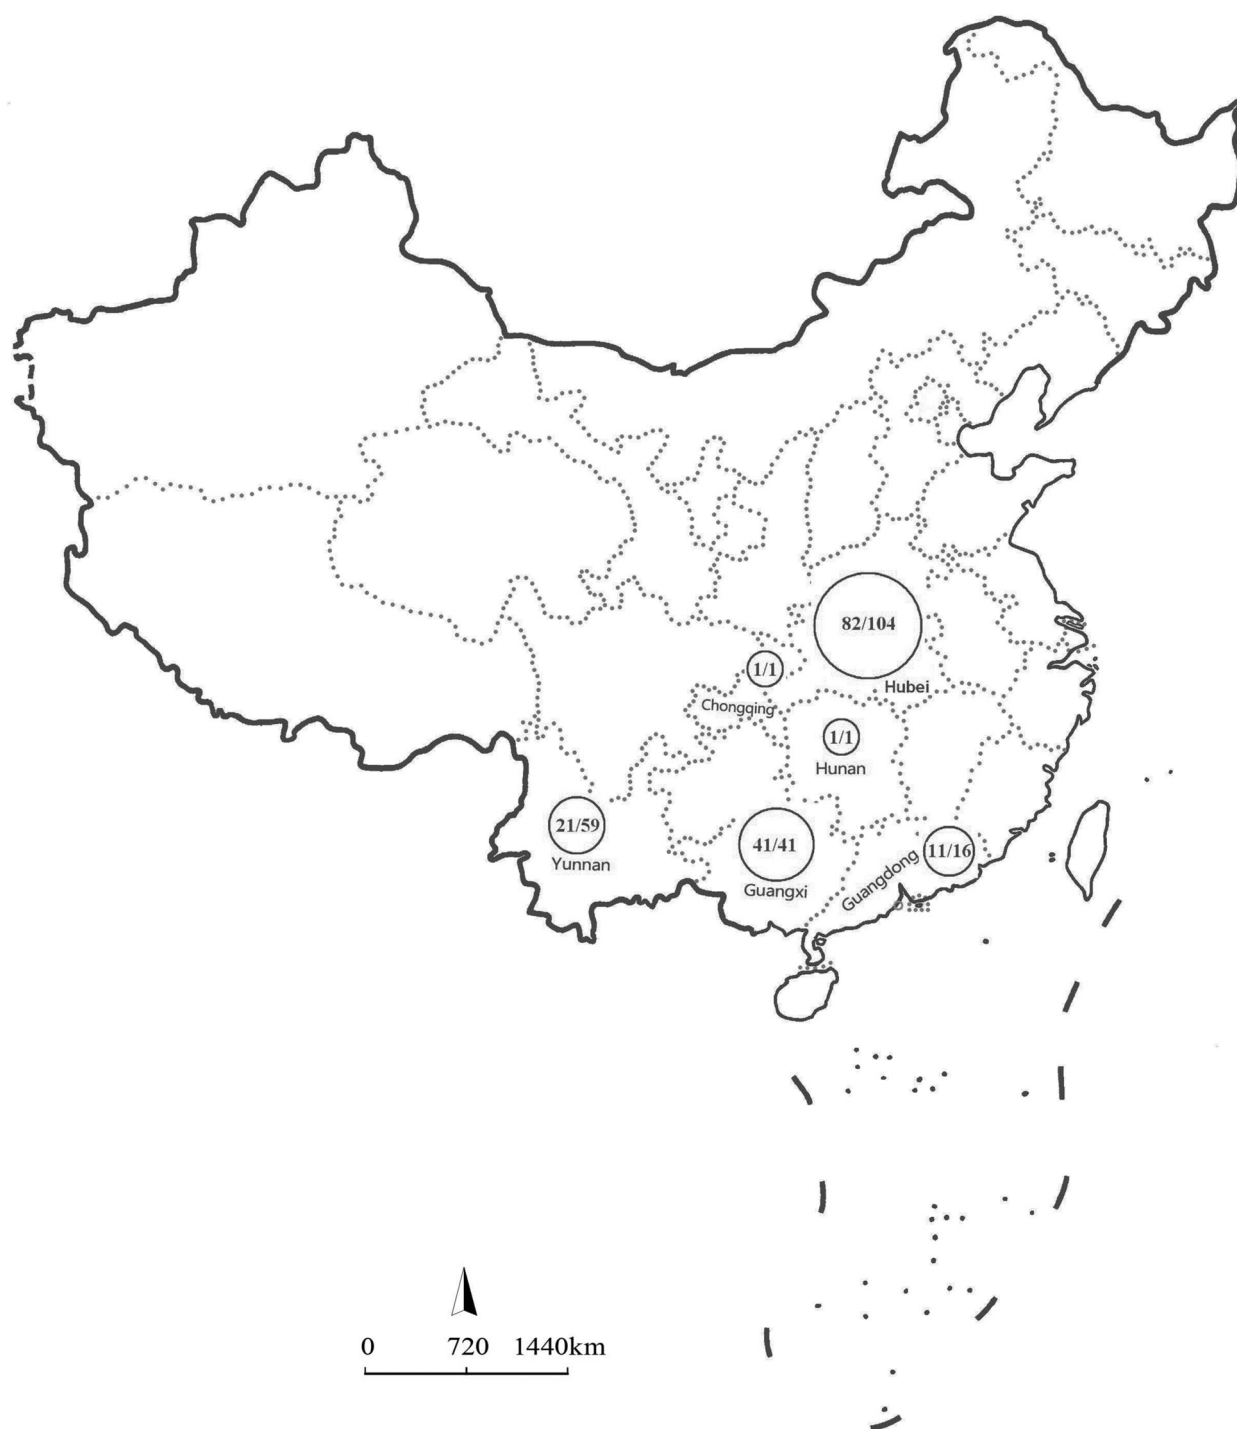 82/104
Hubei
1/1
Chongqing
1/1
Hunan
21/59
Yunnan
41/41
Guangxi
11/16
Guangdong
0 720 1440km